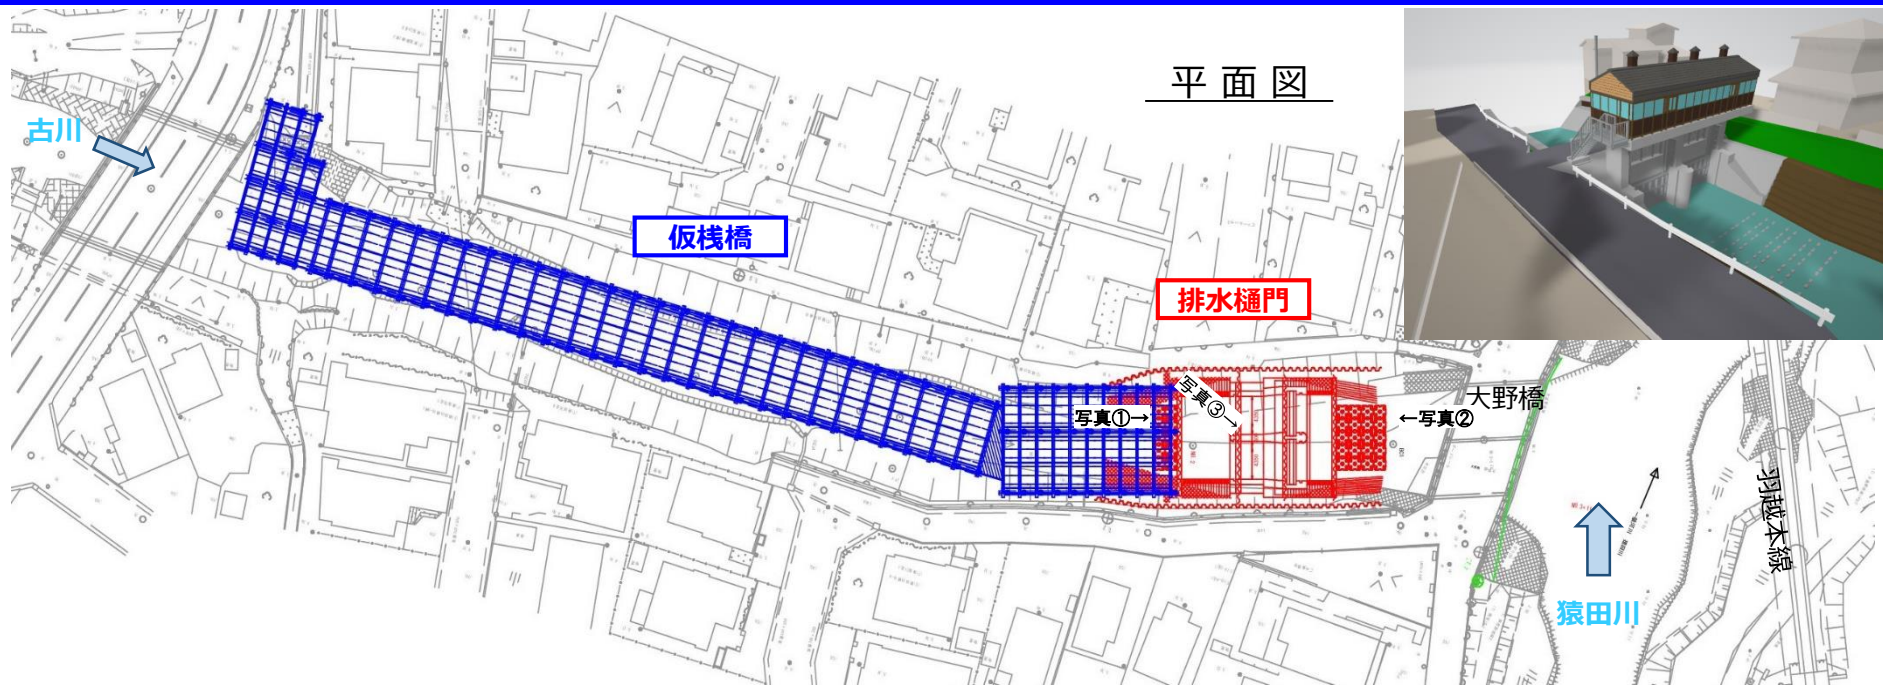 平面図
古川
仮桟橋
排水樋門
写真①→
写真③→
←写真②
大野橋
羽越本線
猿田川